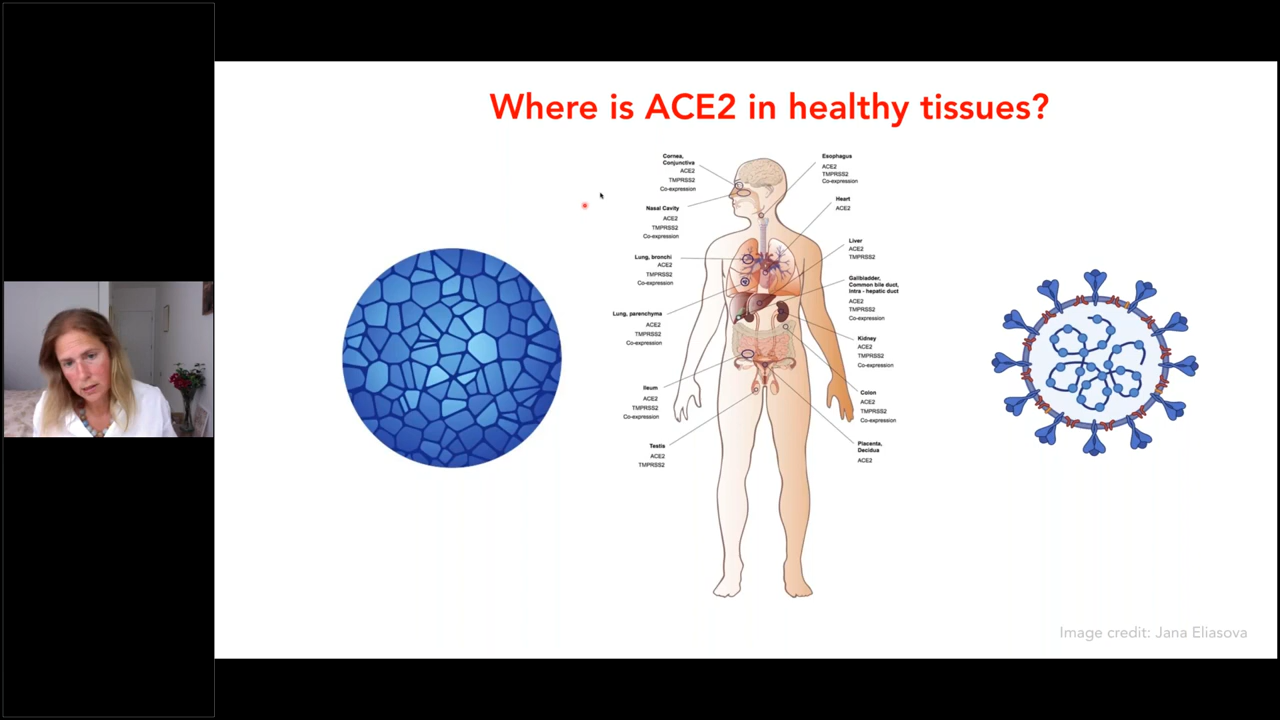 Where is ACE2 in healthy tissues?
Cornea,
Conjunctiva
ACE2
TMPRSS2
Co-expression
Nasal Cavity
ACE2
TMPRSS2
Co-expression
Lung, bronchi
ACE2
TMPRSS2
Co-expression
Lung, parenchyma
ACE2
TMPRSS2
Co-expression
Ileum
ACE2
TMPRSS2
Co-expression
Testis
ACE2
TMPRSS2
Esophagus
ACE2
TMPRSS2
Co-expression
Heart
ACE2
Liver
ACE2
TMPRSS2
Gallbladder,
Common bile duct,
Intra - hepatic duct
ACE2
TMPRSS2
Co-expression
Kidney
ACE2
TMPRSS2
Co-expression
Colon
ACE2
TMPRSS2
Co-expression
Placenta,
Decidua
ACE2
Image credit: Jana Eliasova